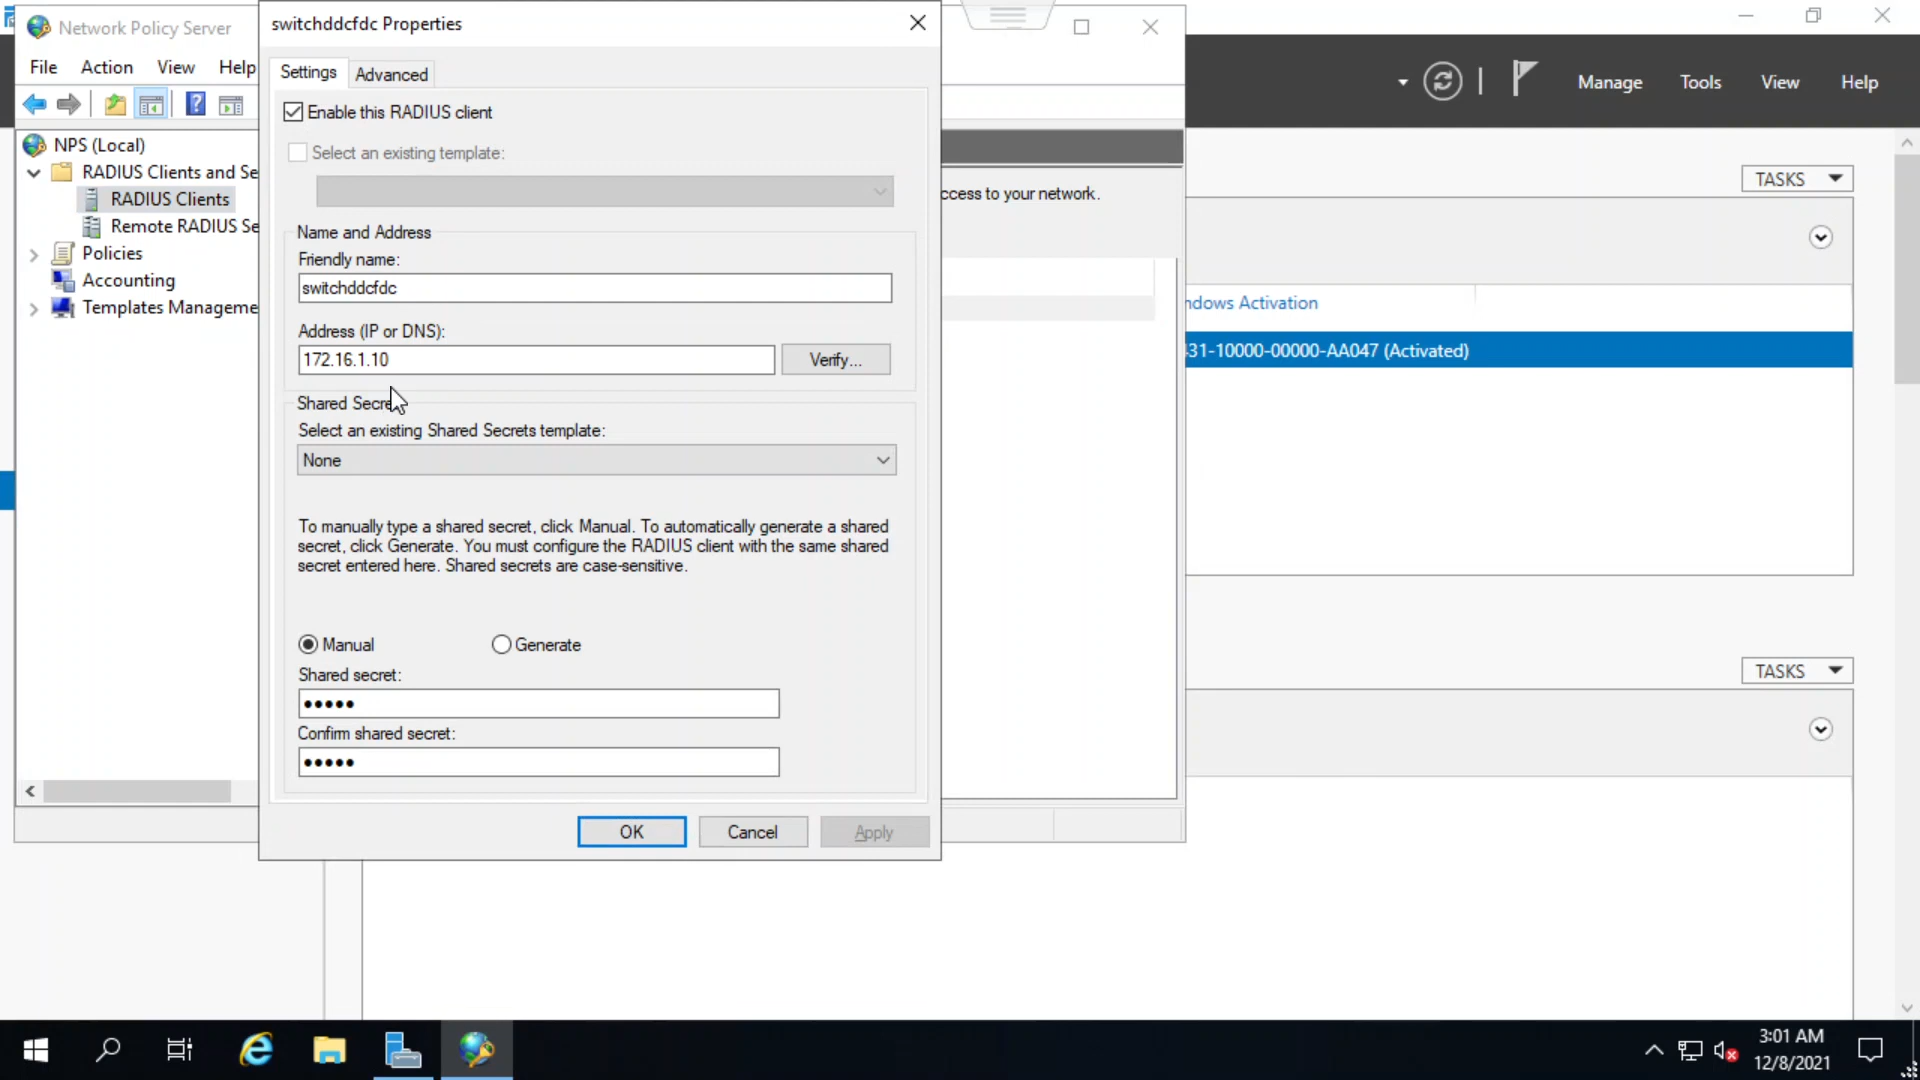 Network Policy Server
File Action View Help
NPS (Local)
RADIUS Clients and Se
RADIUS Clients
Remote RADIUS Se
Policies
Accounting
Templates Manageme
switchddcfdc Properties
Settings
Advanced
Enable this RADIUS client
Select an existing template:
Name and Address
Friendly name:
switchddcfdc
Address (IP or DNS):
172.16.1.10
Verify...
Shared Secre
Select an existing Shared Secrets template:
None
To manually type a shared secret, click Manual. To automatically generate a shared
secret, click Generate. You must configure the RADIUS client with the same shared
secret entered here. Shared secrets are case-sensitive.
Manual
Generate
Shared secret:
•••••
Confirm shared secret:
•••••
OK
Cancel
Apply
ccess to your network.
Manage
Tools
View
Help
TASKS
ndows Activation
431-10000-00000-AA047 (Activated)
TASKS
3:01 AM
12/8/2021